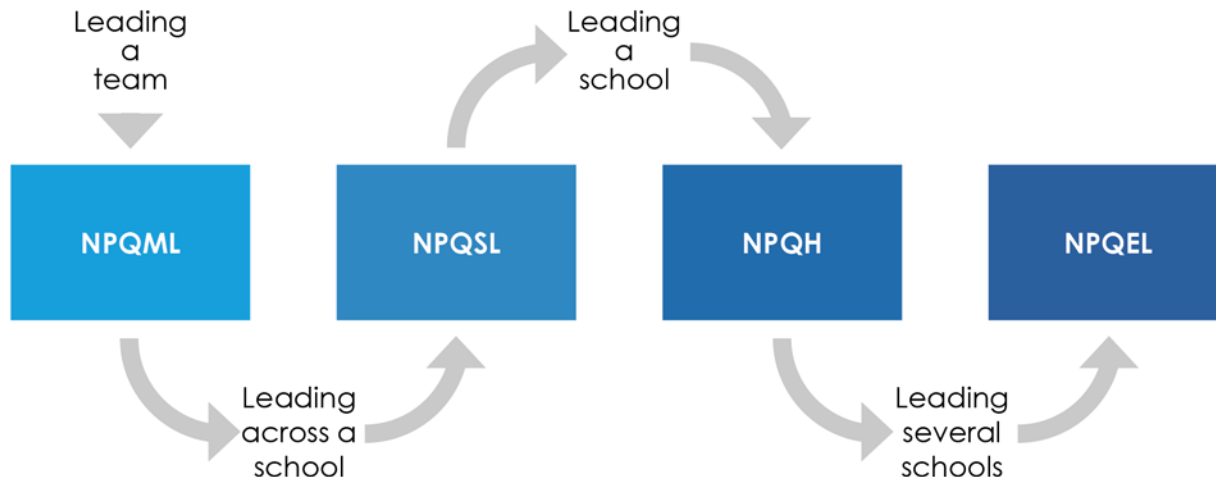 Leading
a
team
NPQML
Leading
across a
school
NPQSL
Leading
a
school
NPQH
Leading
several
schools
NPQEL